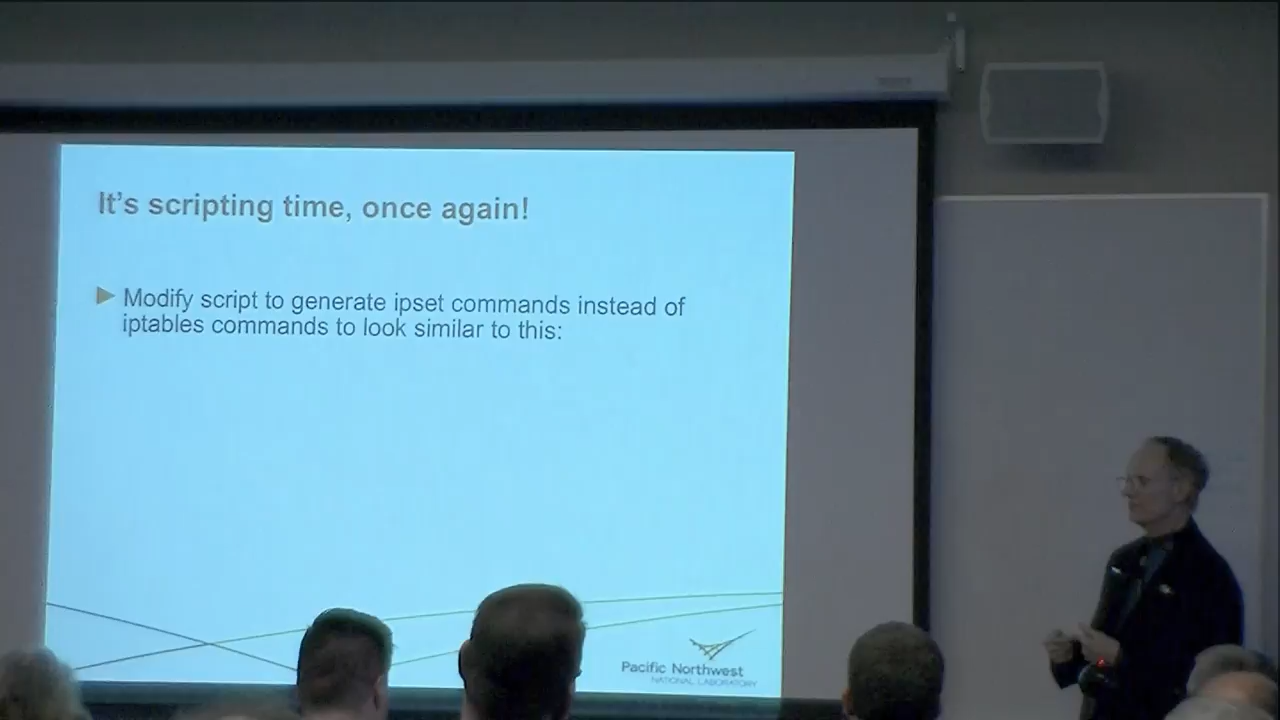 It's scripting time, once again!
Modify script to generate ipset commands instead of
iptables commands to look similar to this:
Pacific Northwest
NATIONAL LABORATORY